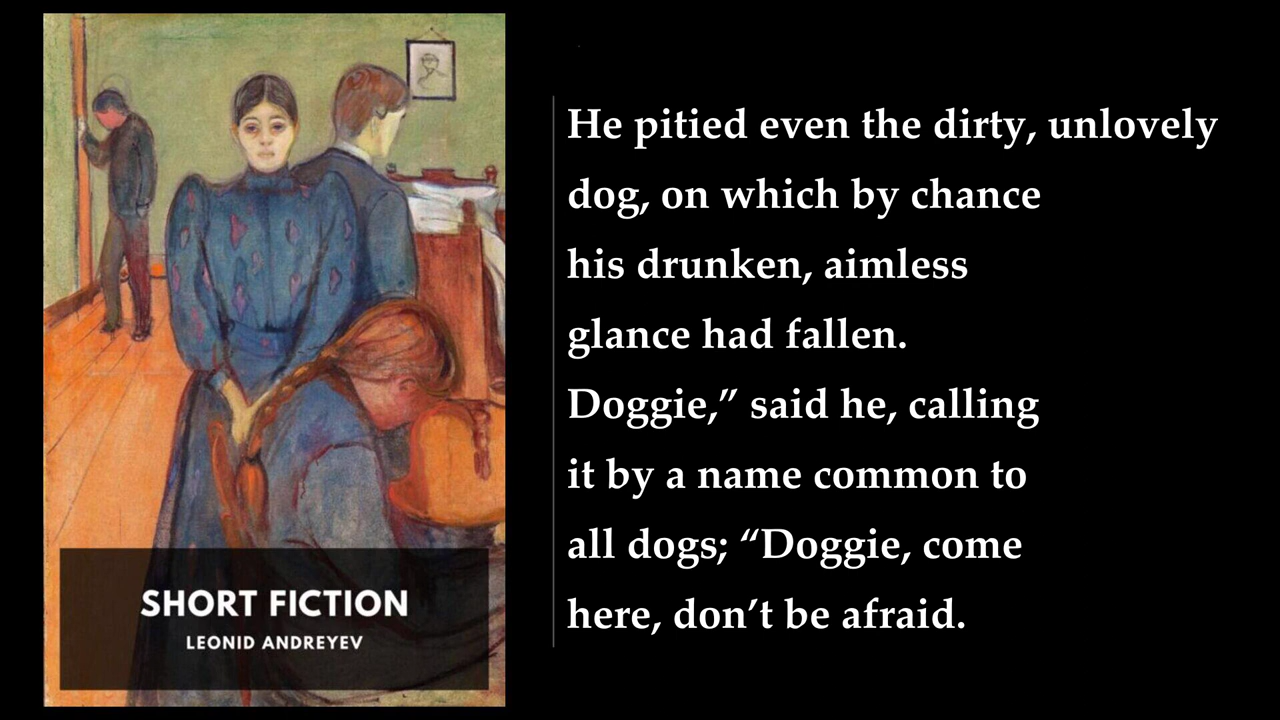 SHORT FICTION
LEONID ANDREYEV
He pitied even the dirty, unlovely
dog, on which by chance
his drunken, aimless
glance had fallen.
Doggie,” said he, calling
it by a name common to
all dogs; “Doggie, come
here, don’t be afraid.